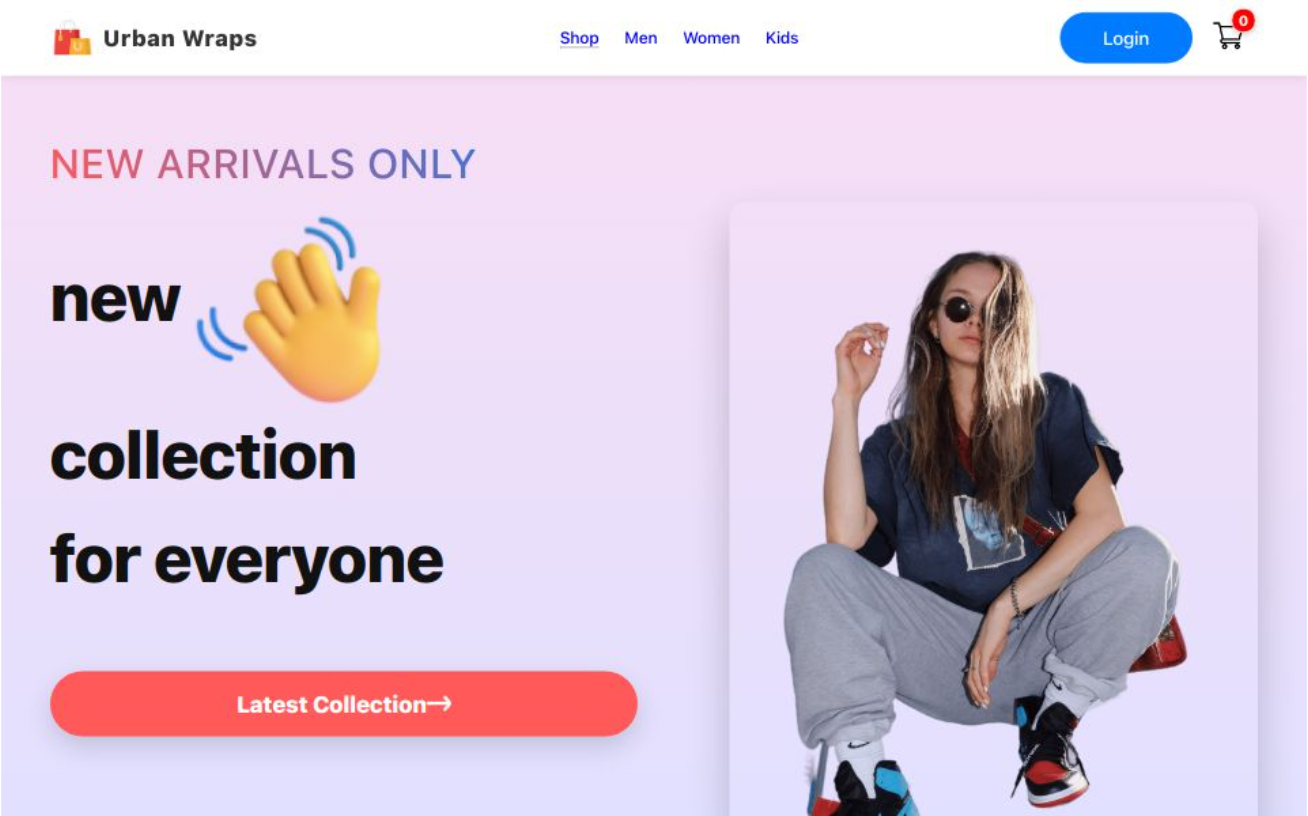 Urban Wraps
Shop Men Women Kids
Login
0
NEW ARRIVALS ONLY
new
collection
for everyone
Latest Collection→